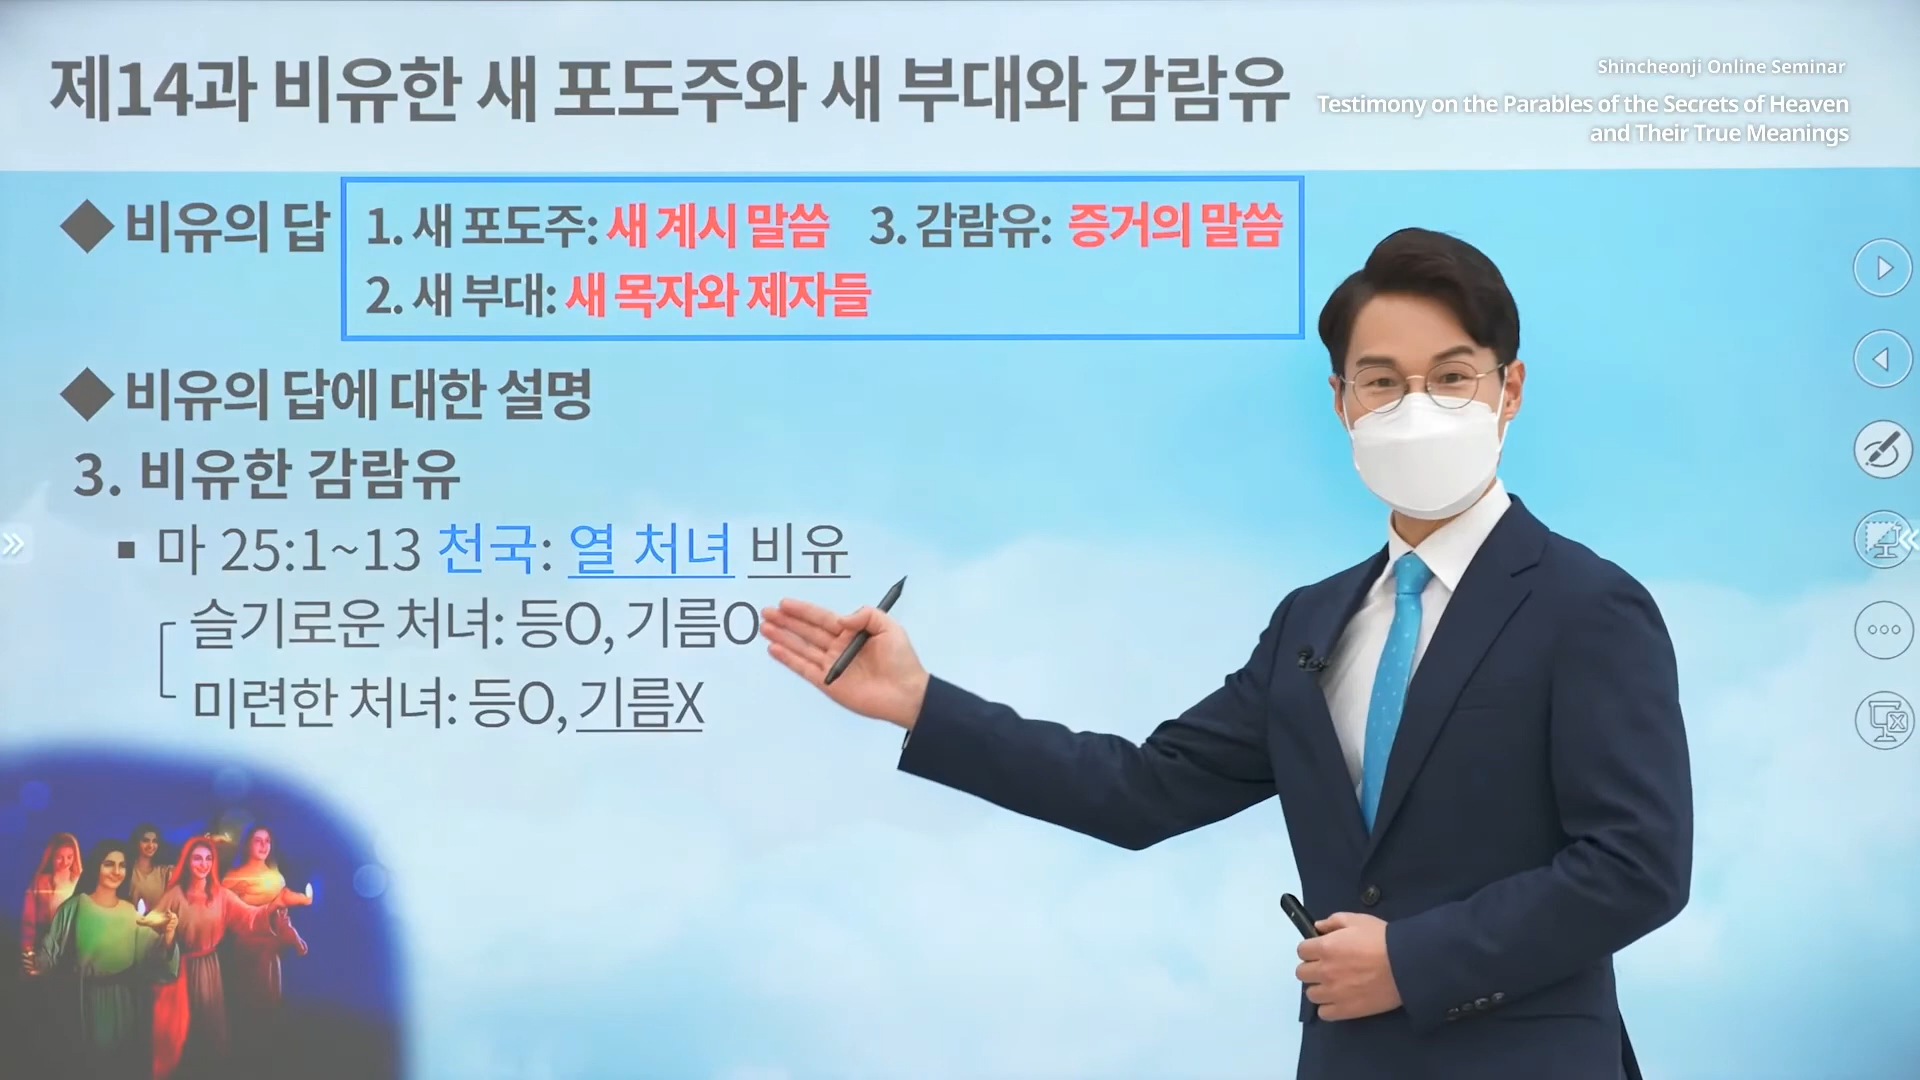 제14과 비유한 새 포도주와 새 부대와 감람유
Shincheonji Online Seminar
Testimony on the Parables of the Secrets of Heaven
and Their True Meanings
◆ 비유의 답
1. 새 포도주: 새 계시 말씀 3. 감람유: 증거의 말씀
2. 새 부대: 새 목자와 제자들
◆ 비유의 답에 대한 설명
3. 비유한 감람유
▪ 마 25:1~13 천국: 열 처녀 비유
슬기로운 처녀: 등O, 기름O
미련한 처녀: 등O, 기름X